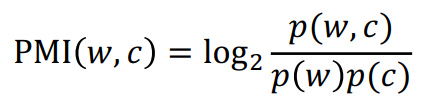 PMI(w, c) = log₂ p(w, c) / p(w)p(c)